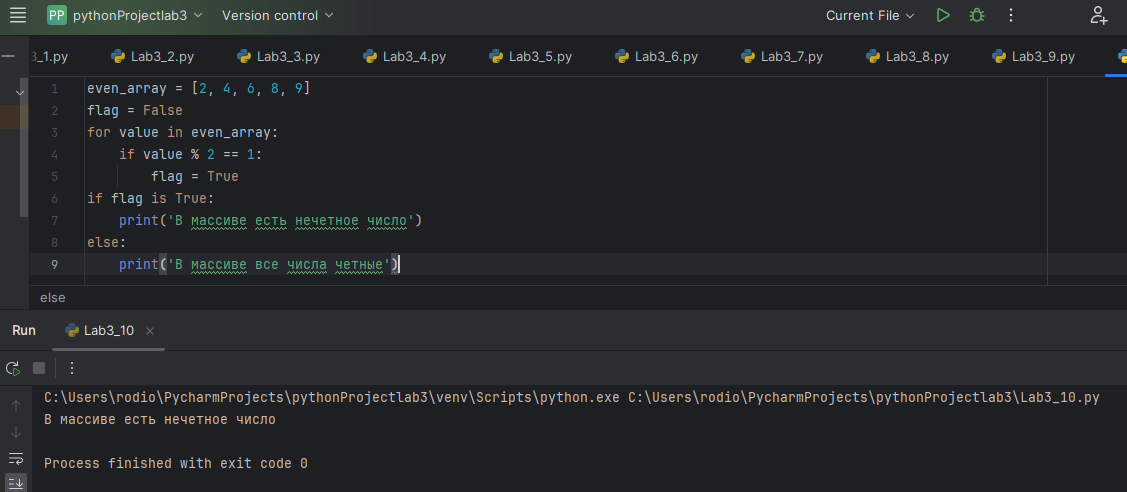 PP pythonProjectlab3 Version control Current File
3_1.py Lab3_2.py Lab3_3.py Lab3_4.py Lab3_5.py Lab3_6.py Lab3_7.py Lab3_8.py Lab3_9.py
1 even_array = [2, 4, 6, 8, 9]
2 flag = False
3 for value in even_array:
4 if value % 2 == 1:
5 flag = True
6 if flag is True:
7 print('В массиве есть нечетное число')
8 else:
9 print('В массиве все числа четные')
else
Run Lab3_10
C:\Users\rodio\PycharmProjects\pythonProjectlab3\venv\Scripts\python.exe C:\Users\rodio\PycharmProjects\pythonProjectlab3\Lab3_10.py
В массиве есть нечетное число
Process finished with exit code 0